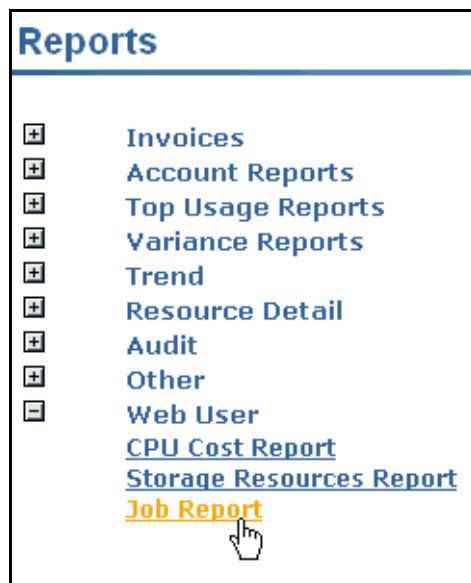 Reports
Invoices
Account Reports
Top Usage Reports
Variance Reports
Trend
Resource Detail
Audit
Other
Web User
CPU Cost Report
Storage Resources Report
Job Report